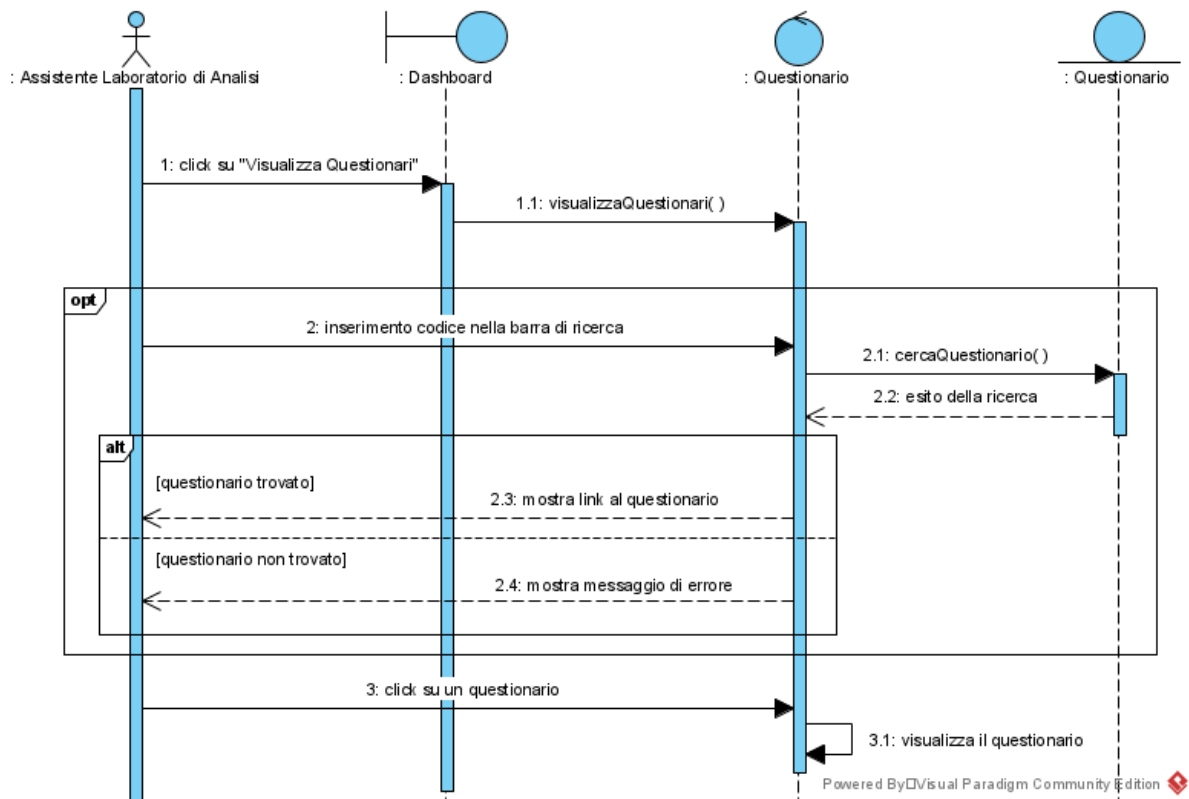 : Assistente Laboratorio di Analisi
: Dashboard
: Questionario
: Questionario
1: click su "Visualizza Questionari"
1.1: visualizzaQuestionari( )
opt
2: inserimento codice nella barra di ricerca
2.1: cercaQuestionario( )
2.2: esito della ricerca
alt
[questionario trovato]
2.3: mostra link al questionario
[questionario non trovato]
2.4: mostra messaggio di errore
3: click su un questionario
3.1: visualizza il questionario
Powered By□Visual Paradigm Community Edition